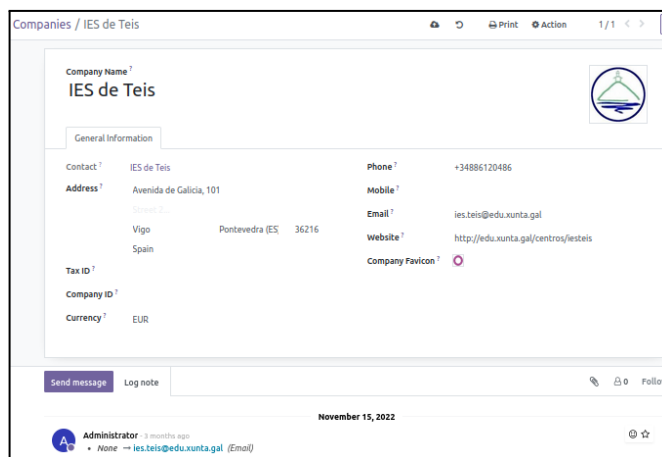 Companies / IES de Teis
Print Action 1/1
Company Name ?
IES de Teis
General Information
Contact ? IES de Teis
Address ? Avenida de Galicia, 101
Street 2...
Vigo Pontevedra (ES 36216
Spain
Tax ID ?
Company ID ?
Currency ? EUR
Phone ? +34886120486
Mobile ?
Email ? ies.teis@edu.xunta.gal
Website ? http://edu.xunta.gal/centros/iesteis
Company Favicon ?
Send message Log note 0 Follo
November 15, 2022
A Administrator - 3 months ago
• None → ies.teis@edu.xunta.gal (Email)